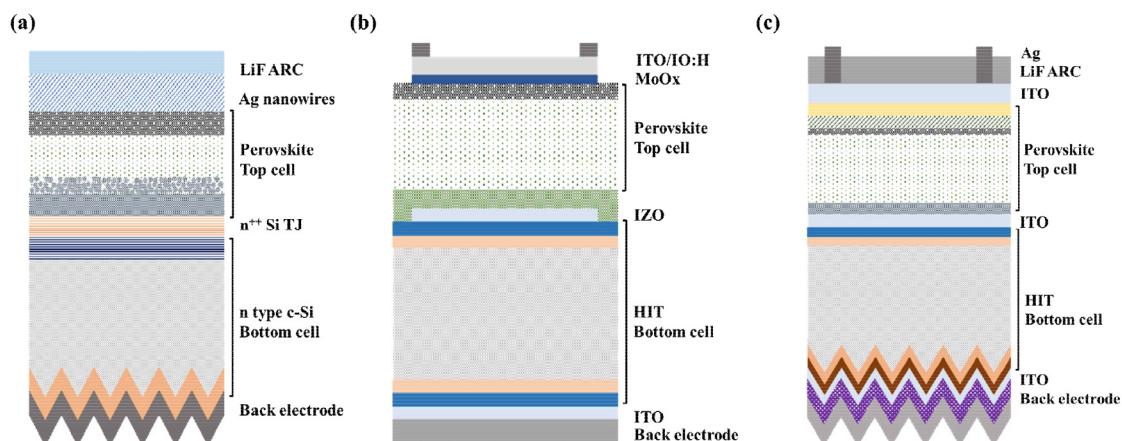 (a)
LiF ARC
Ag nanowires
Perovskite
Top cell
n⁺⁺ Si TJ
n type c-Si
Bottom cell
Back electrode
(b)
ITO/IO:H
MoOx
Perovskite
Top cell
IZO
HIT
Bottom cell
ITO
Back electrode
(c)
Ag
LiF ARC
ITO
Perovskite
Top cell
ITO
HIT
Bottom cell
ITO
Back electrode